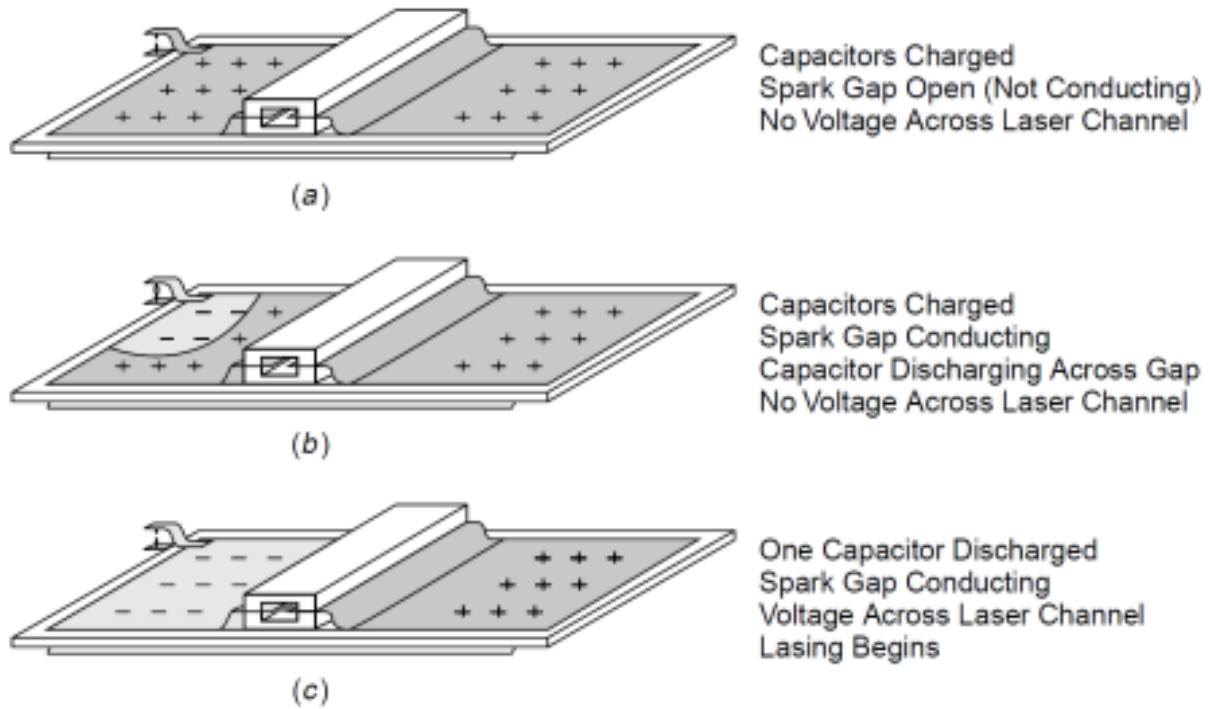 Capacitors Charged
Spark Gap Open (Not Conducting)
No Voltage Across Laser Channel
(a)
Capacitors Charged
Spark Gap Conducting
Capacitor Discharging Across Gap
No Voltage Across Laser Channel
(b)
One Capacitor Discharged
Spark Gap Conducting
Voltage Across Laser Channel
Lasing Begins
(c)